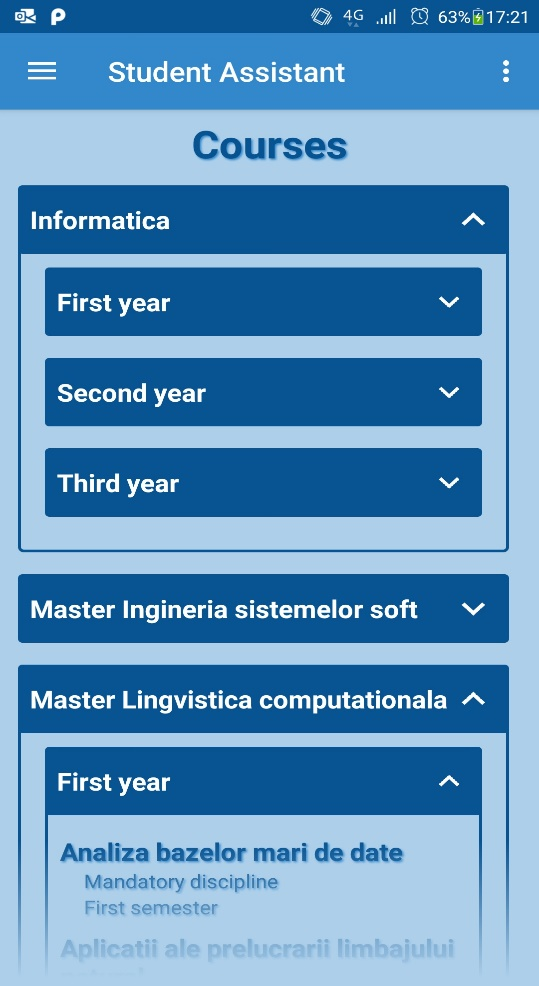 4G 63% 17:21
Student Assistant
Courses
Informatica
First year
Second year
Third year
Master Ingineria sistemelor soft
Master Lingvistica computationala
First year
Analiza bazelor mari de date
Mandatory discipline
First semester
Aplicatii ale prelucrarii limbajului